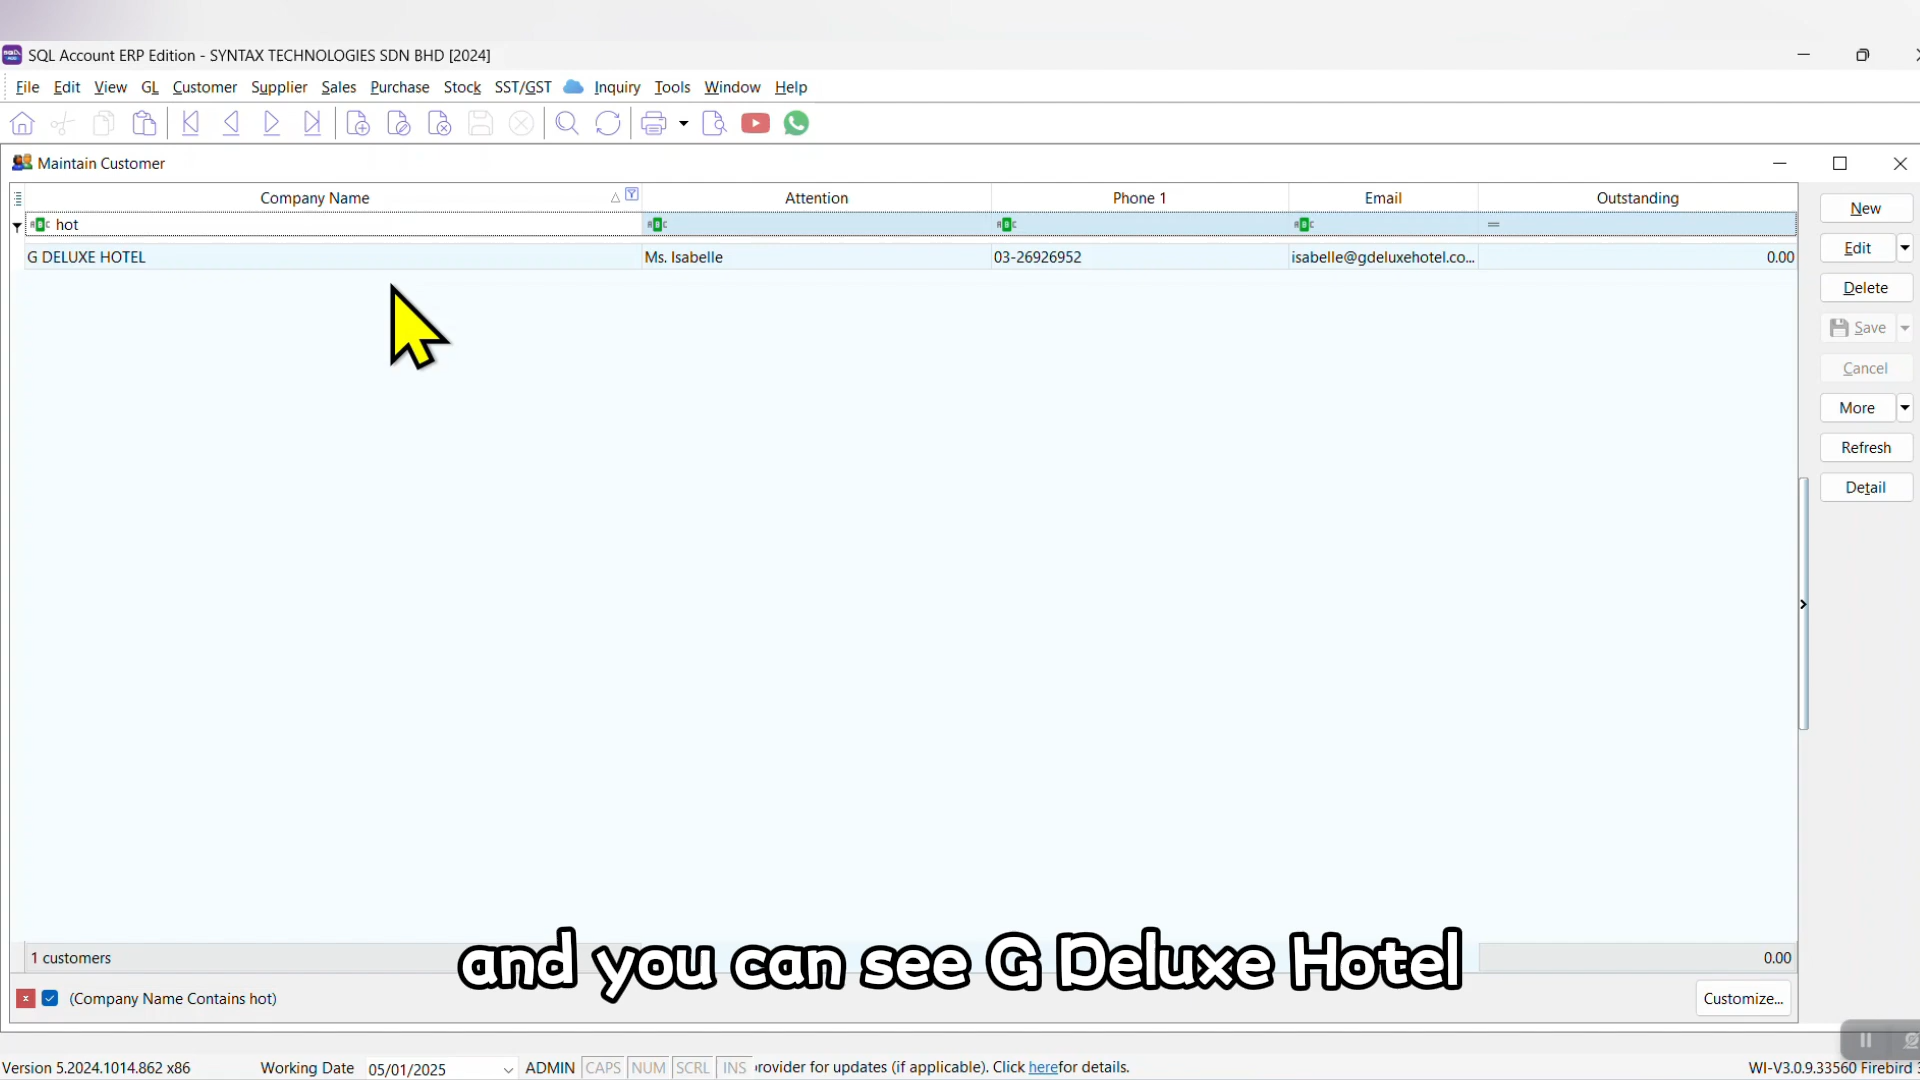 SQL Account ERP Edition - SYNTAX TECHNOLOGIES SDN BHD [2024]
File Edit View GL Customer Supplier Sales Purchase Stock SST/GST Inquiry Tools Window Help
Maintain Customer
Company Name Attention Phone 1 Email Outstanding
hot =
G DELUXE HOTEL Ms. Isabelle 03-26926952 isabelle@gdeluxehotel.co... 0.00
New
Edit
Delete
Save
Cancel
More
Refresh
Detail
1 customers 0.00
and you can see G Deluxe Hotel
(Company Name Contains hot) Customize...
Version 5.2024.1014.862 x86 Working Date 05/01/2025 ADMIN CAPS NUM SCRL INS rovider for updates (if applicable). Click here for details. WI-V3.0.9.33560 Firebird